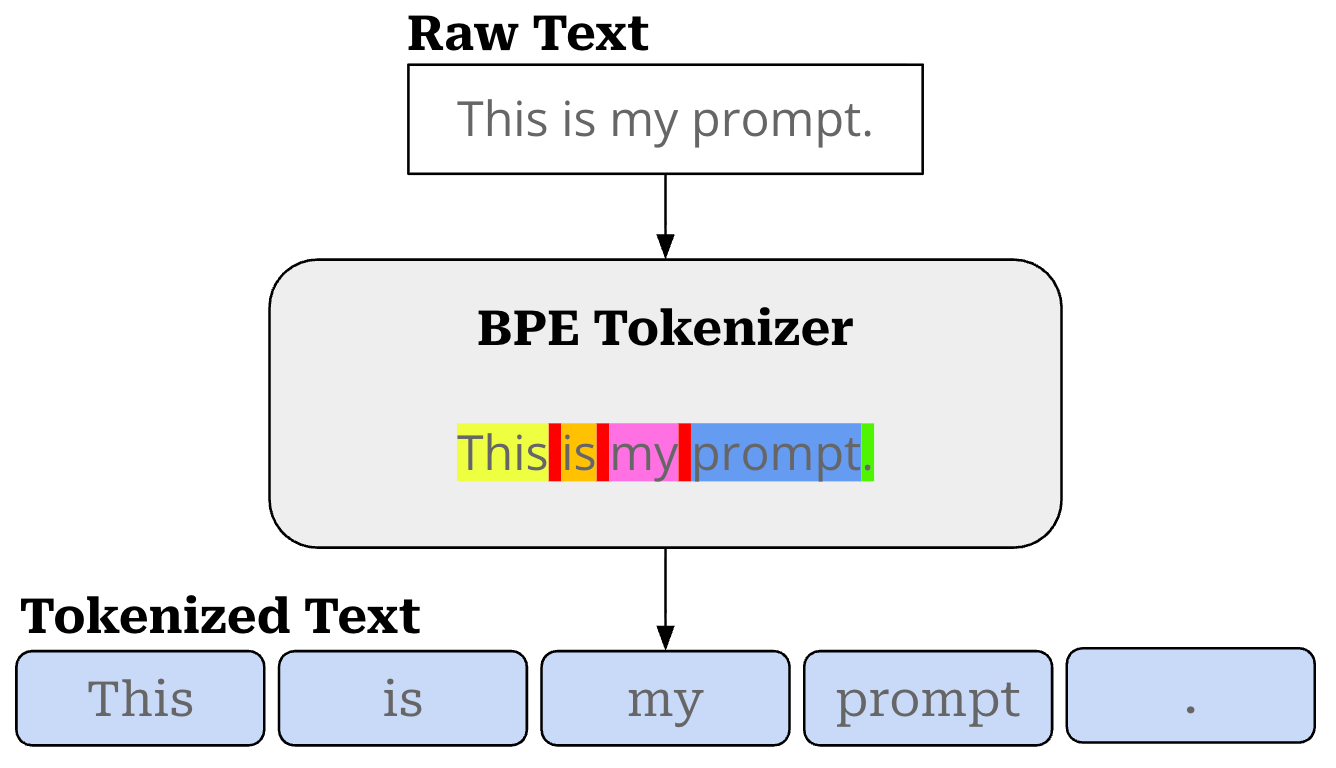 Raw Text
This is my prompt.
BPE Tokenizer
This is my prompt.
Tokenized Text
This is my prompt .